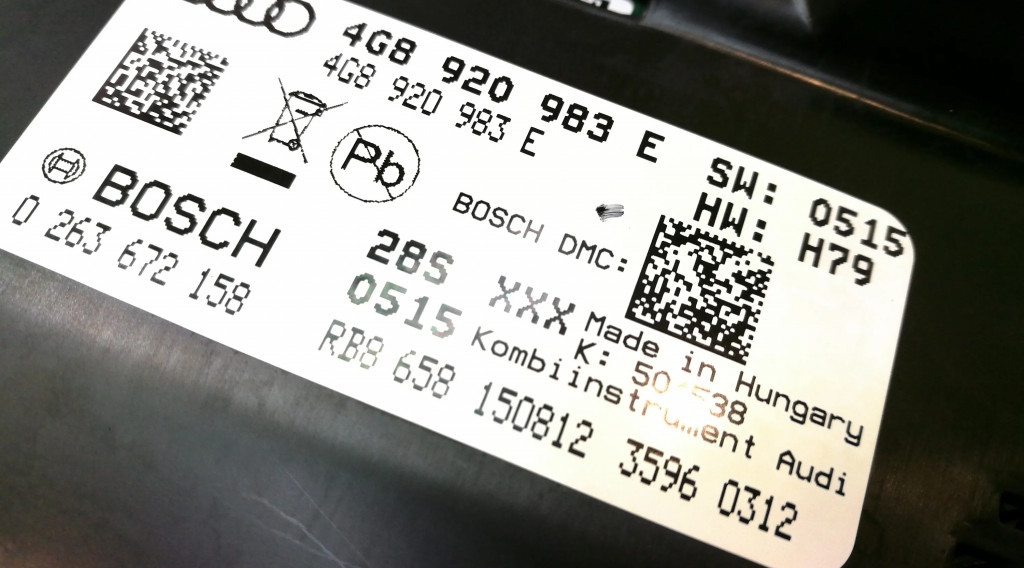 4G8 920 983 E
4G8 920 983 E
SW: 0515
HW: H79
Pb
BOSCH
0 263 672 158
BOSCH DMC:
285 XXX
0515
Made in Hungary
K:
Kombiinstrument Audi
RB8 658 150812 3596 0312